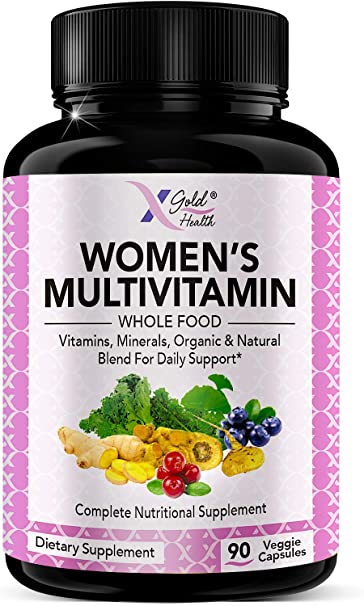 X Gold®
Health
WOMEN'S
MULTIVITAMIN
WHOLE FOOD
Vitamins, Minerals, Organic & Natural
Blend For Daily Support*
Complete Nutritional Supplement
Dietary Supplement
90 Veggie
Capsules